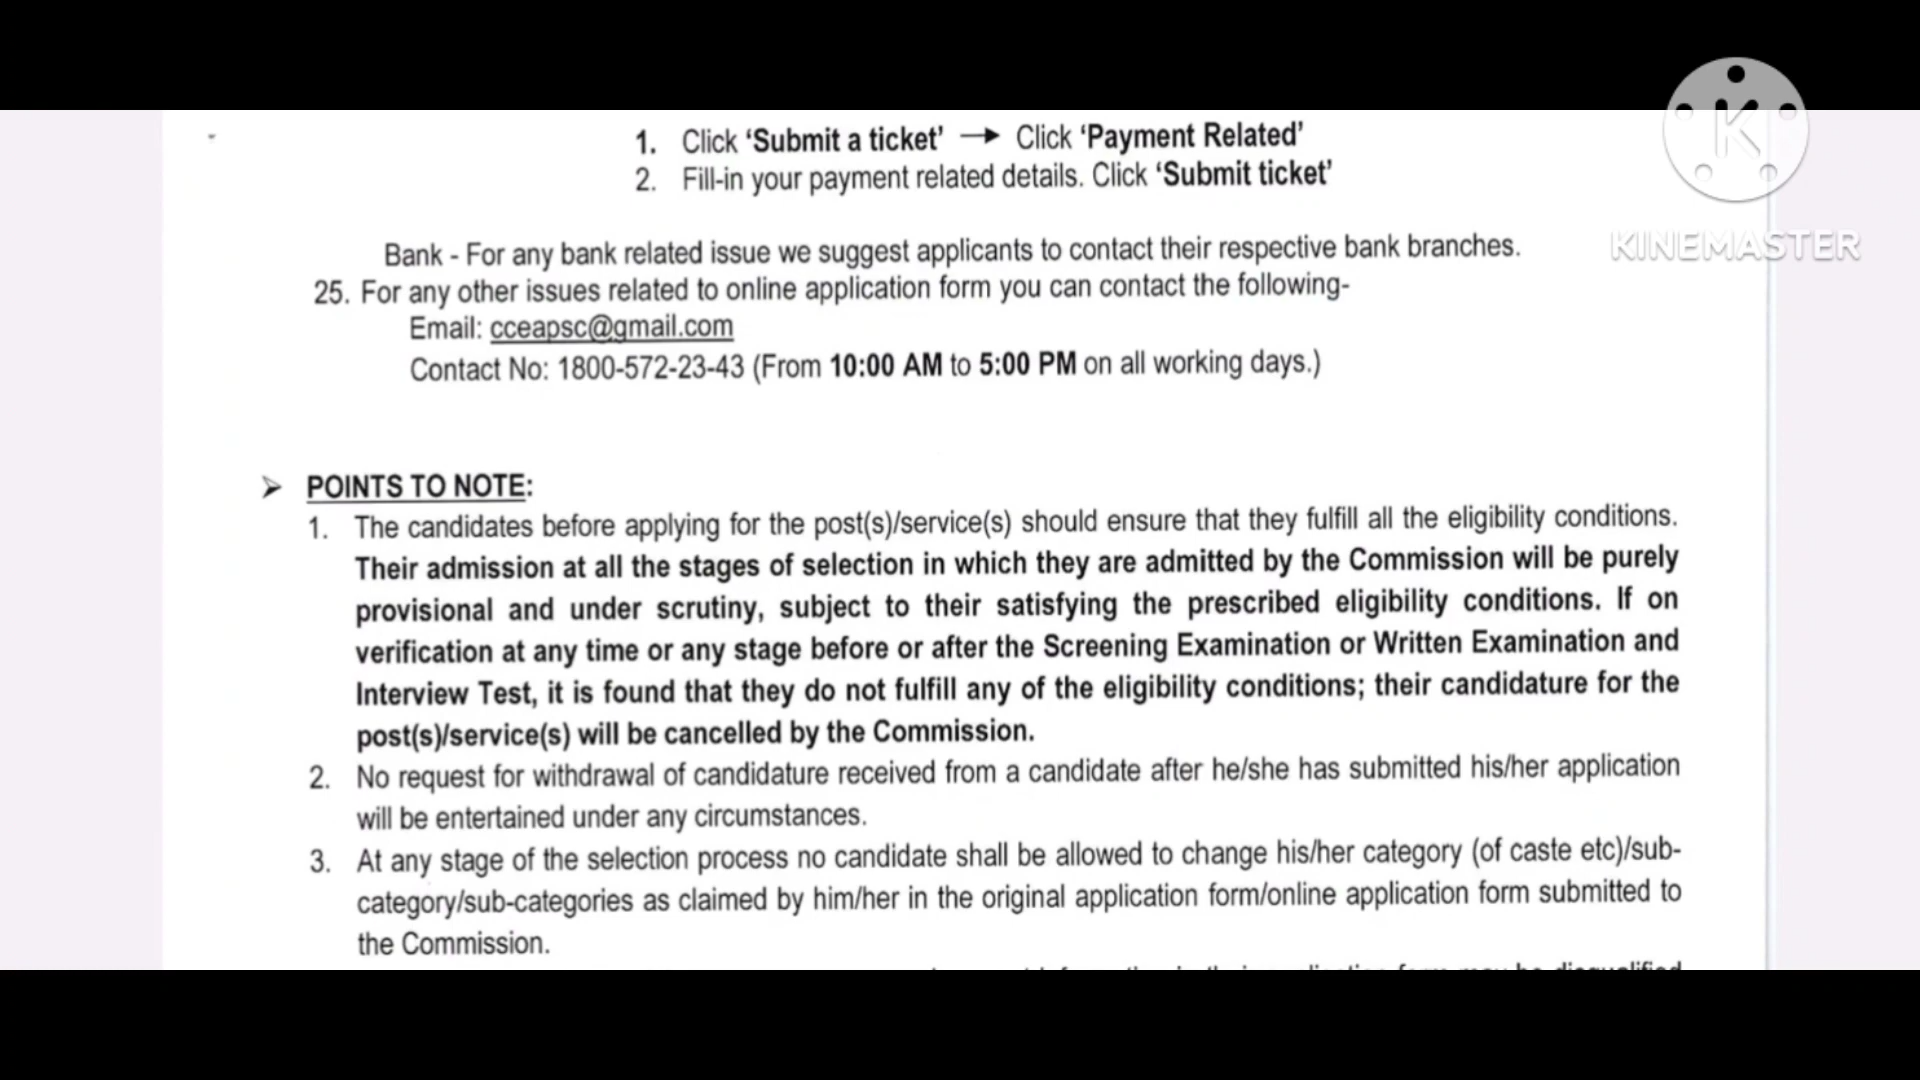 1. Click ‘Submit a ticket’ → Click ‘Payment Related’
2. Fill-in your payment related details. Click ‘Submit ticket’
KINEMASTER
Bank - For any bank related issue we suggest applicants to contact their respective bank branches.
25. For any other issues related to online application form you can contact the following-
Email: cceapsc@gmail.com
Contact No: 1800-572-23-43 (From 10:00 AM to 5:00 PM on all working days.)
➢ POINTS TO NOTE:
1. The candidates before applying for the post(s)/service(s) should ensure that they fulfill all the eligibility conditions.
Their admission at all the stages of selection in which they are admitted by the Commission will be purely
provisional and under scrutiny, subject to their satisfying the prescribed eligibility conditions. If on
verification at any time or any stage before or after the Screening Examination or Written Examination and
Interview Test, it is found that they do not fulfill any of the eligibility conditions; their candidature for the
post(s)/service(s) will be cancelled by the Commission.
2. No request for withdrawal of candidature received from a candidate after he/she has submitted his/her application
will be entertained under any circumstances.
3. At any stage of the selection process no candidate shall be allowed to change his/her category (of caste etc)/sub-
category/sub-categories as claimed by him/her in the original application form/online application form submitted to
the Commission.